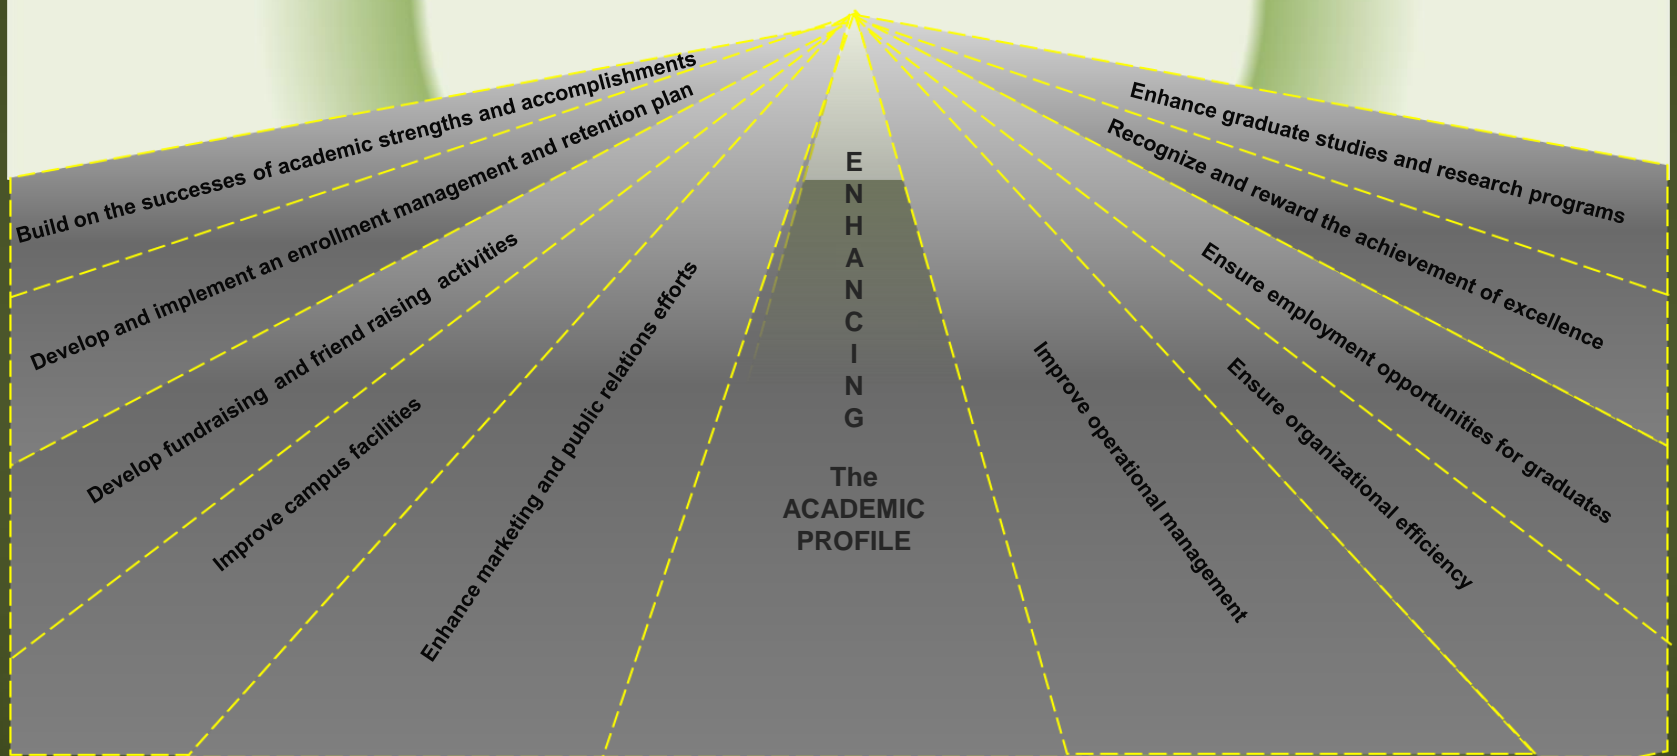 Build on the successes of academic strengths and accomplishments
Develop and implement an enrollment management and retention plan
Develop fundraising and friend raising activities
Improve campus facilities
Enhance marketing and public relations efforts
E
N
H
A
N
C
I
N
G
The
ACADEMIC
PROFILE
Improve operational management
Ensure organizational efficiency
Ensure employment opportunities for graduates
Recognize and reward the achievement of excellence
Enhance graduate studies and research programs